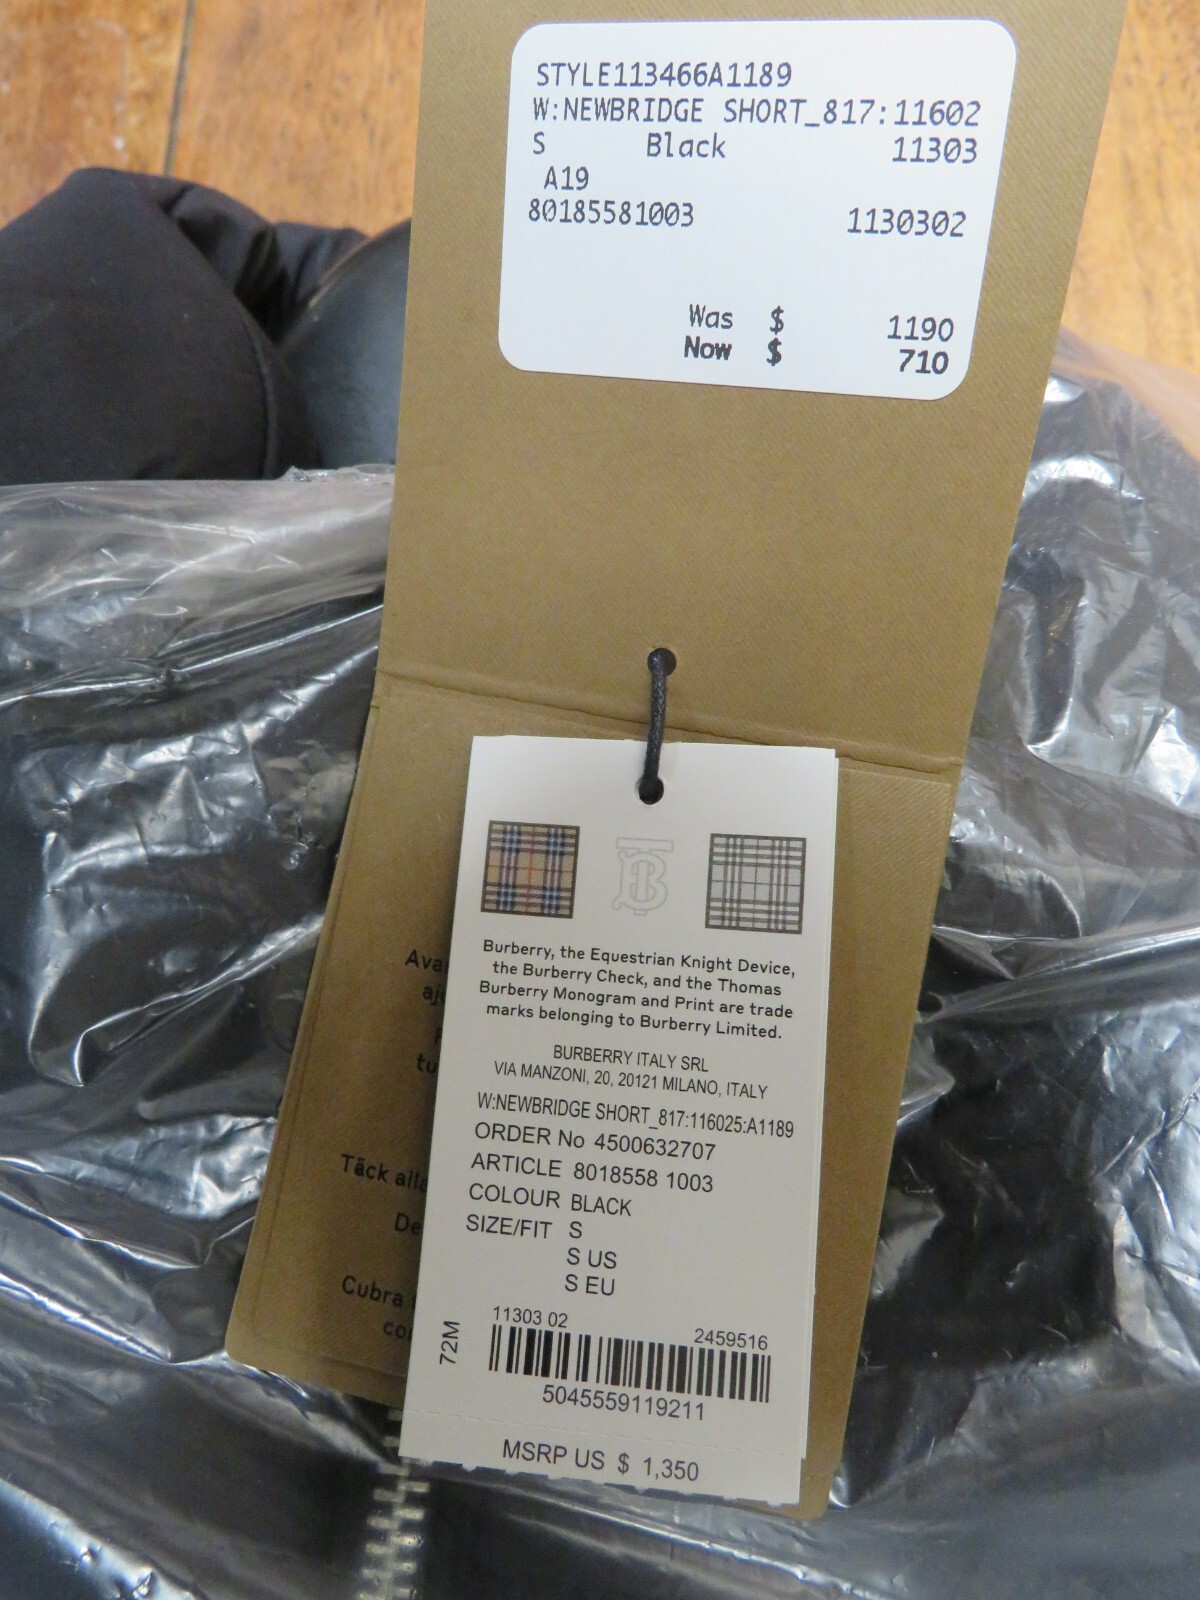 STYLE113466A1189
W:NEWBRIDGE SHORT_817:11602
S Black 11303
A19
80185581003 1130302
Was $ 1190
Now $ 710
Burberry, the Equestrian Knight Device,
the Burberry Check, and the Thomas
Burberry Monogram and Print are trade
marks belonging to Burberry Limited.
BURBERRY ITALY SRL
VIA MANZONI, 20, 20121 MILANO, ITALY
W:NEWBRIDGE SHORT_817:116025:A1189
ORDER No 4500632707
ARTICLE 8018558 1003
COLOUR BLACK
SIZE/FIT S
S US
S EU
11303 02 2459516
72M
5045559119211
MSRP US $ 1,350
Täck
Cubra